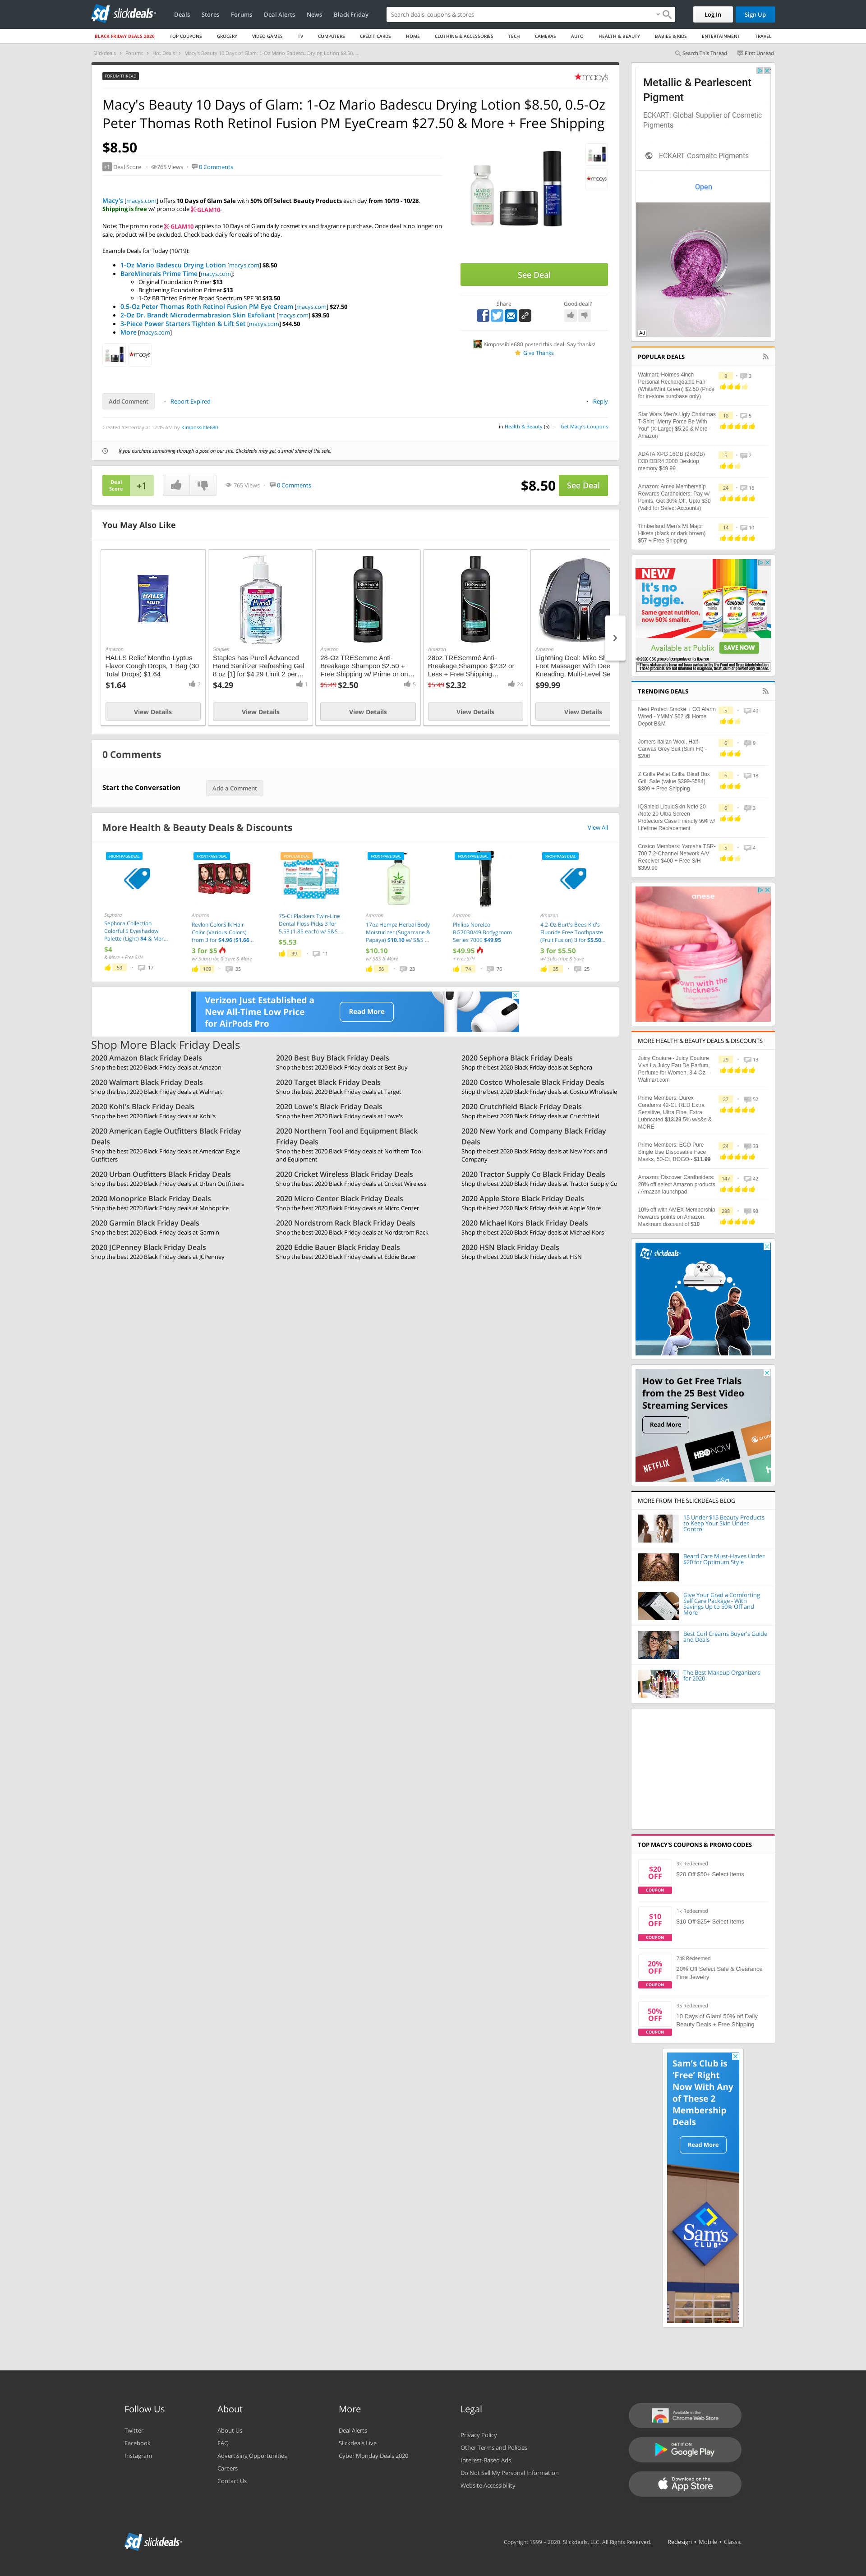 slickdeals
Deals
Stores
Forums
Deal Alerts
News
Black Friday
Search deals, coupons & stores
Log In
Sign Up
BLACK FRIDAY DEALS 2020
TOP COUPONS
GROCERY
VIDEO GAMES
TV
COMPUTERS
CREDIT CARDS
HOME
CLOTHING & ACCESSORIES
TECH
CAMERAS
AUTO
HEALTH & BEAUTY
BABIES & KIDS
ENTERTAINMENT
TRAVEL
Slickdeals
Forums
Hot Deals
Macy's Beauty 10 Days of Glam: 1-Oz Mario Badescu Drying Lotion $8.50, ...
Search This Thread
First Unread
FORUM THREAD
macys
Macy's Beauty 10 Days of Glam: 1-Oz Mario Badescu Drying Lotion $8.50, 0.5-Oz
Peter Thomas Roth Retinol Fusion PM EyeCream $27.50 & More + Free Shipping
$8.50
+1 Deal Score
765 Views
0 Comments
Macy's [macys.com] offers 10 Days of Glam Sale with 50% Off Select Beauty Products each day from 10/19 - 10/28.
Shipping is free w/ promo code GLAM10.
Note: The promo code GLAM10 applies to 10 Days of Glam daily cosmetics and fragrance purchase. Once deal is no longer on
sale, product will be excluded. Check back daily for deals of the day.
Example Deals for Today (10/19):
1-Oz Mario Badescu Drying Lotion [macys.com] $8.50
BareMinerals Prime Time [macys.com]:
Original Foundation Primer $13
Brightening Foundation Primer $13
1-Oz BB Tinted Primer Broad Spectrum SPF 30 $13.50
0.5-Oz Peter Thomas Roth Retinol Fusion PM Eye Cream [macys.com] $27.50
2-Oz Dr. Brandt Microdermabrasion Skin Exfoliant [macys.com] $39.50
3-Piece Power Starters Tighten & Lift Set [macys.com] $44.50
More [macys.com]
macys
macys
See Deal
Share
Good deal?
Kimpossible680 posted this deal. Say thanks!
Give Thanks
Add Comment
Report Expired
Reply
Created Yesterday at 12:45 AM by Kimpossible680
in Health & Beauty (5)
Get Macy's Coupons
If you purchase something through a post on our site, Slickdeals may get a small share of the sale.
Deal Score
+1
765 Views
0 Comments
$8.50
See Deal
You May Also Like
Amazon
HALLS Relief Mentho-Lyptus
Flavor Cough Drops, 1 Bag (30
Total Drops) $1.64
$1.64
2
View Details
Staples
Staples has Purell Advanced
Hand Sanitizer Refreshing Gel
8 oz [1] for $4.29 Limit 2 per…
$4.29
1
View Details
Amazon
28-Oz TRESemme Anti-
Breakage Shampoo $2.50 +
Free Shipping w/ Prime or on…
$5.49 $2.50
5
View Details
Amazon
28oz TRESemmé Anti-
Breakage Shampoo $2.32 or
Less + Free Shipping…
$5.49 $2.32
24
View Details
Amazon
Lightning Deal: Miko Sh
Foot Massager With Dee
Kneading, Multi-Level Se
$99.99
View Details
0 Comments
Start the Conversation
Add a Comment
More Health & Beauty Deals & Discounts
View All
FRONTPAGE DEAL
Sephora
Sephora Collection
Colorful 5 Eyeshadow
Palette (Light) $4 & Mor...
$4
& More + Free S/H
59
17
FRONTPAGE DEAL
Amazon
Revlon ColorSilk Hair
Color (Various Colors)
from 3 for $4.96 ($1.66...
3 for $5
w/ Subscribe & Save & More
109
35
POPULAR DEAL
75-Ct Plackers Twin-Line
Dental Floss Picks 3 for
5.53 (1.85 each) w/ S&S ...
$5.53
39
11
FRONTPAGE DEAL
Amazon
17oz Hempz Herbal Body
Moisturizer (Sugarcane &
Papaya) $10.10 w/ S&S ...
$10.10
w/ S&S & More
56
23
FRONTPAGE DEAL
Amazon
Philips Norelco
BG7030/49 Bodygroom
Series 7000 $49.95
$49.95
+ Free S/H
74
76
FRONTPAGE DEAL
Amazon
4.2-Oz Burt's Bees Kid's
Fluoride Free Toothpaste
(Fruit Fusion) 3 for $5.50...
3 for $5.50
w/ Subscribe & Save
35
25
Verizon Just Established a
New All-Time Low Price
for AirPods Pro
Read More
Shop More Black Friday Deals
2020 Amazon Black Friday Deals
Shop the best 2020 Black Friday deals at Amazon
2020 Best Buy Black Friday Deals
Shop the best 2020 Black Friday deals at Best Buy
2020 Sephora Black Friday Deals
Shop the best 2020 Black Friday deals at Sephora
2020 Walmart Black Friday Deals
Shop the best 2020 Black Friday deals at Walmart
2020 Target Black Friday Deals
Shop the best 2020 Black Friday deals at Target
2020 Costco Wholesale Black Friday Deals
Shop the best 2020 Black Friday deals at Costco Wholesale
2020 Kohl's Black Friday Deals
Shop the best 2020 Black Friday deals at Kohl's
2020 Lowe's Black Friday Deals
Shop the best 2020 Black Friday deals at Lowe's
2020 Crutchfield Black Friday Deals
Shop the best 2020 Black Friday deals at Crutchfield
2020 American Eagle Outfitters Black Friday
Deals
Shop the best 2020 Black Friday deals at American Eagle
Outfitters
2020 Northern Tool and Equipment Black
Friday Deals
Shop the best 2020 Black Friday deals at Northern Tool
and Equipment
2020 New York and Company Black Friday
Deals
Shop the best 2020 Black Friday deals at New York and
Company
2020 Urban Outfitters Black Friday Deals
Shop the best 2020 Black Friday deals at Urban Outfitters
2020 Cricket Wireless Black Friday Deals
Shop the best 2020 Black Friday deals at Cricket Wireless
2020 Tractor Supply Co Black Friday Deals
Shop the best 2020 Black Friday deals at Tractor Supply Co
2020 Monoprice Black Friday Deals
Shop the best 2020 Black Friday deals at Monoprice
2020 Micro Center Black Friday Deals
Shop the best 2020 Black Friday deals at Micro Center
2020 Apple Store Black Friday Deals
Shop the best 2020 Black Friday deals at Apple Store
2020 Garmin Black Friday Deals
Shop the best 2020 Black Friday deals at Garmin
2020 Nordstrom Rack Black Friday Deals
Shop the best 2020 Black Friday deals at Nordstrom Rack
2020 Michael Kors Black Friday Deals
Shop the best 2020 Black Friday deals at Michael Kors
2020 JCPenney Black Friday Deals
Shop the best 2020 Black Friday deals at JCPenney
2020 Eddie Bauer Black Friday Deals
Shop the best 2020 Black Friday deals at Eddie Bauer
2020 HSN Black Friday Deals
Shop the best 2020 Black Friday deals at HSN
Metallic & Pearlescent
Pigment
ECKART: Global Supplier of Cosmetic
Pigments
ECKART Cosmeitc Pigments
Open
Ad
POPULAR DEALS
Walmart: Holmes 4inch
Personal Rechargeable Fan
(White/Mint Green) $2.50 (Price
for in-store purchase only)
8
3
Star Wars Men's Ugly Christmas
T-Shirt "Merry Force Be With
You" (X-Large) $5.20 & More -
Amazon
18
5
ADATA XPG 16GB (2x8GB)
D30 DDR4 3000 Desktop
memory $49.99
5
2
Amazon: Amex Membership
Rewards Cardholders: Pay w/
Points, Get 30% Off, Upto $30
(Valid for Select Accounts)
24
16
Timberland Men's Mt Major
Hikers (black or dark brown)
$57 + Free Shipping
14
10
NEW
It's no
biggie.
Same great nutrition,
now 50% smaller.
Centrum
minis
Available at Publix
SAVE NOW
TRENDING DEALS
Nest Protect Smoke + CO Alarm
Wired - YMMY $62 @ Home
Depot B&M
5
40
Jomers Italian Wool, Half
Canvas Grey Suit (Slim Fit) -
$200
6
9
Z Grills Pellet Grills: Blind Box
Grill Sale (value $399-$584)
$309 + Free Shipping
6
18
IQShield LiquidSkin Note 20
/Note 20 Ultra Screen
Protectors Case Friendly 99¢ w/
Lifetime Replacement
6
3
Costco Members: Yamaha TSR-
700 7.2-Channel Network A/V
Receiver $400 + Free S/H
$399.99
5
4
anese
down with the
thickness.
MORE HEALTH & BEAUTY DEALS & DISCOUNTS
Juicy Couture - Juicy Couture
Viva La Juicy Eau De Parfum,
Perfume for Women, 3.4 Oz -
Walmart.com
29
13
Prime Members: Durex
Condoms 42-Ct, RED Extra
Sensitive, Ultra Fine, Extra
Lubricated $13.29 5% w/s&s &
MORE
27
52
Prime Members: ECO Pure
Single Use Disposable Face
Masks, 50-Ct, BOGO - $11.99
24
33
Amazon: Discover Cardholders:
20% off select Amazon products
/ Amazon launchpad
147
42
10% off with AMEX Membership
Rewards points on Amazon.
Maximum discount of $10
298
98
slickdeals
How to Get Free Trials
from the 25 Best Video
Streaming Services
Read More
NETFLIX
HBO NOW
MORE FROM THE SLICKDEALS BLOG
15 Under $15 Beauty Products
to Keep Your Skin Under
Control
Beard Care Must-Haves Under
$20 for Optimum Style
Give Your Grad a Comforting
Self Care Package - With
Savings Up to 50% Off and
More
Best Curl Creams Buyer's Guide
and Deals
The Best Makeup Organizers
for 2020
TOP MACY'S COUPONS & PROMO CODES
$20
OFF
COUPON
9k Redeemed
$20 Off $50+ Select Items
$10
OFF
COUPON
1k Redeemed
$10 Off $25+ Select Items
20%
OFF
COUPON
748 Redeemed
20% Off Select Sale & Clearance
Fine Jewelry
50%
OFF
COUPON
95 Redeemed
10 Days of Glam! 50% off Daily
Beauty Deals + Free Shipping
Sam's Club is
'Free' Right
Now With Any
of These 2
Membership
Deals
Read More
Sam's
CLUB
Follow Us
Twitter
Facebook
Instagram
About
About Us
FAQ
Advertising Opportunities
Careers
Contact Us
More
Deal Alerts
Slickdeals Live
Cyber Monday Deals 2020
Legal
Privacy Policy
Other Terms and Policies
Interest-Based Ads
Do Not Sell My Personal Information
Website Accessibility
Available in the
Chrome Web Store
GET IT ON
Google Play
Download on the
App Store
slickdeals
Copyright 1999 - 2020. Slickdeals, LLC. All Rights Reserved.
Redesign • Mobile • Classic